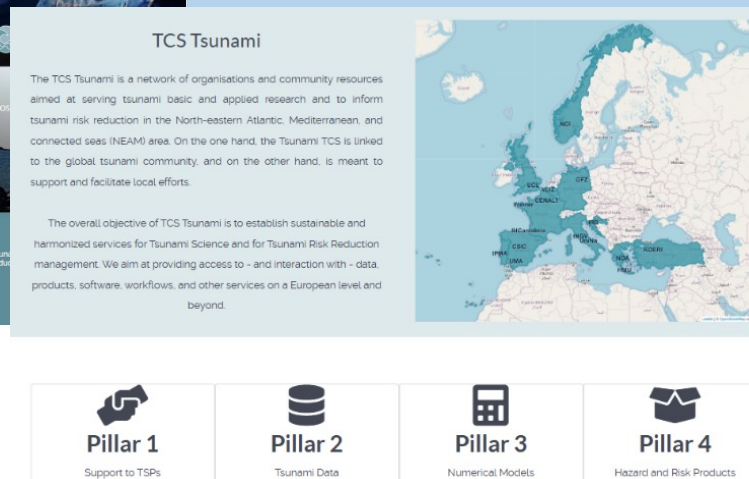 TCS Tsunami
The TCS Tsunami is a network of organisations and community resources
aimed at serving tsunami basic and applied research and to inform
tsunami risk reduction in the North-eastern Atlantic, Mediterranean, and
connected seas (NEAM) area. On the one hand, the Tsunami TCS is linked
to the global tsunami community, and on the other hand, is meant to
support and facilitate local efforts.
The overall objective of TCS Tsunami is to establish sustainable and
harmonized services for Tsunami Science and for Tsunami Risk Reduction
management. We aim at providing access to - and interaction with - data,
products, software, workflows, and other services on a European level and
beyond.
NGI
UCL
GFZ
CENALT
CSIC
IPMA
UMA
NOA
KOERI
Pillar 1
Support to TSPs
Pillar 2
Tsunami Data
Pillar 3
Numerical Models
Pillar 4
Hazard and Risk Products